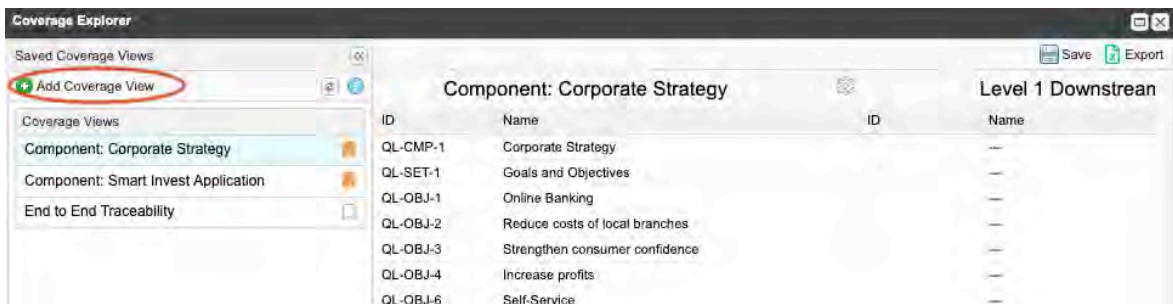 Coverage Explorer
Saved Coverage Views
Save Export
Add Coverage View
Component: Corporate Strategy Level 1 Downstrean
Coverage Views
ID Name ID Name
Component: Corporate Strategy
QL-CMP-1 Corporate Strategy —
Component: Smart Invest Application
QL-SET-1 Goals and Objectives —
End to End Traceability
QL-OBJ-1 Online Banking —
QL-OBJ-2 Reduce costs of local branches —
QL-OBJ-3 Strengthen consumer confidence —
QL-OBJ-4 Increase profits —
QL-OBJ-6 Self-Service —